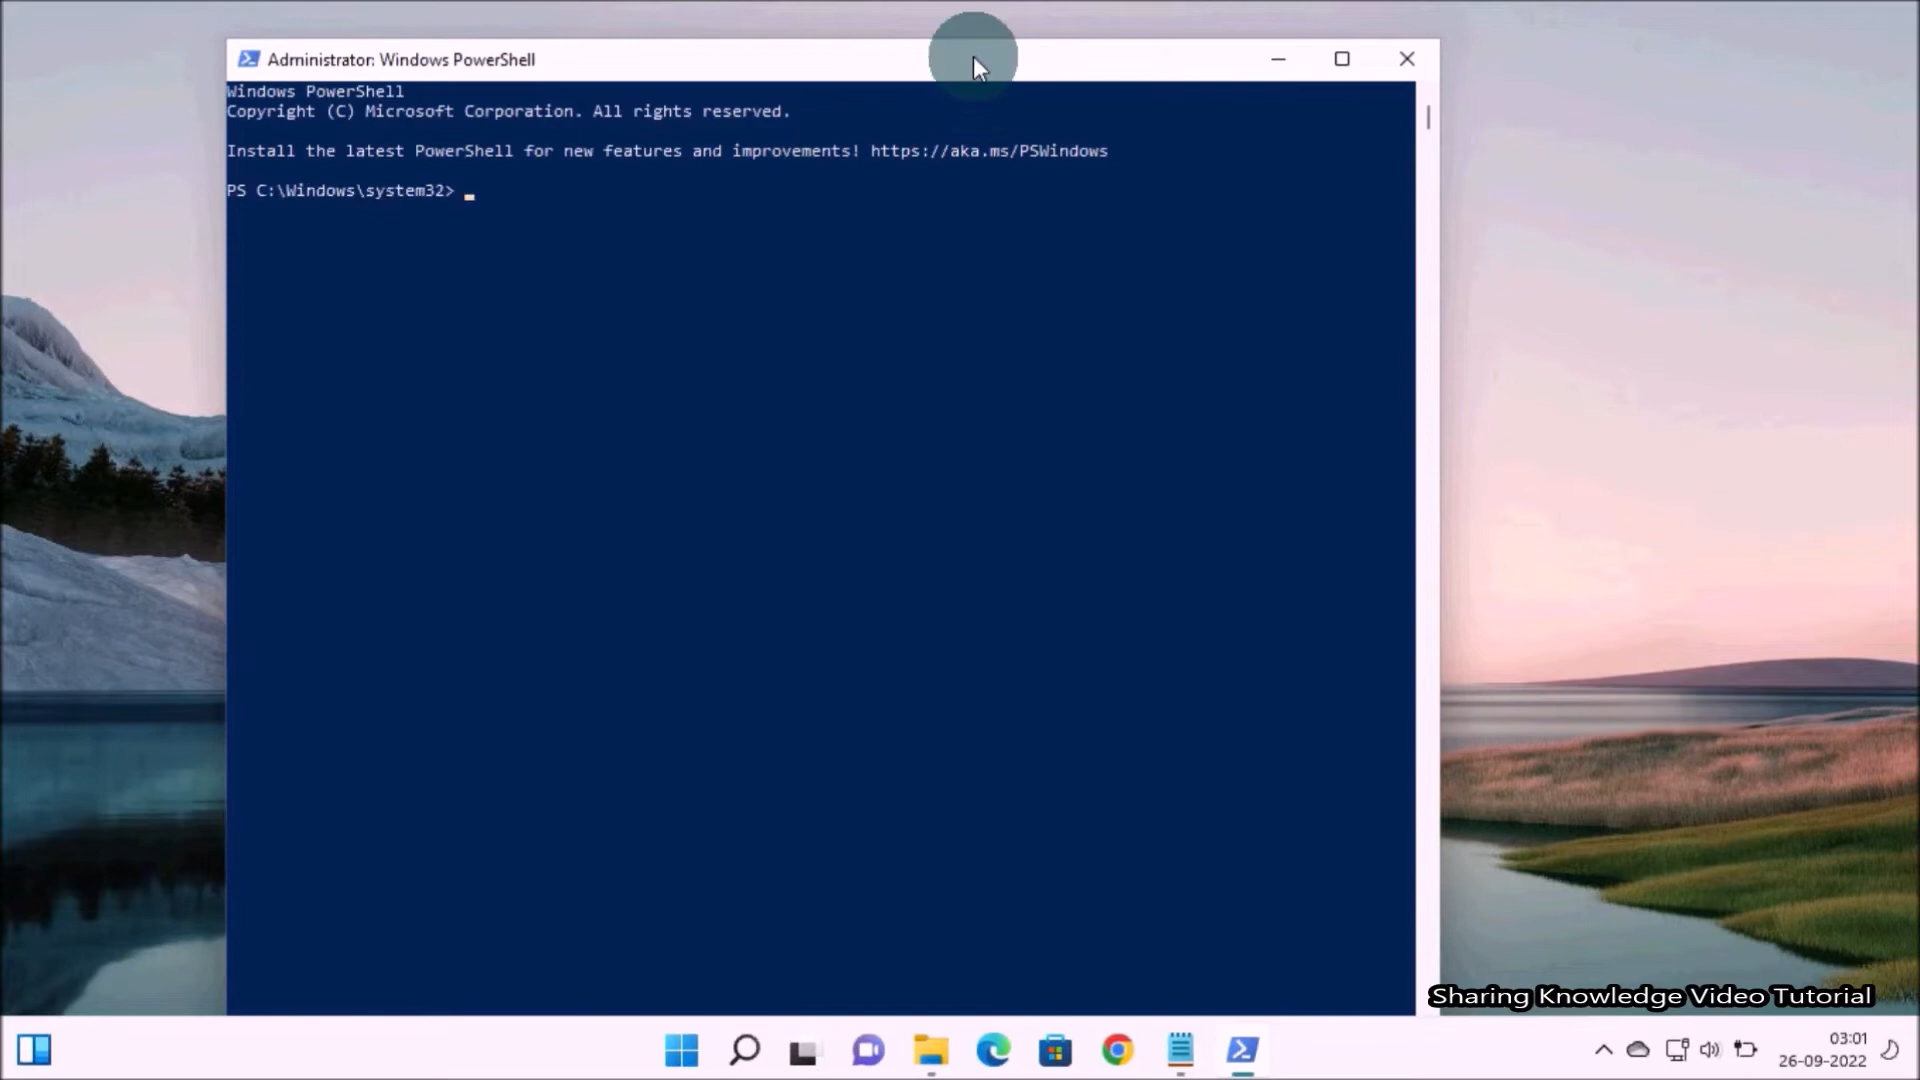 Administrator: Windows PowerShell
Windows PowerShell
Copyright (C) Microsoft Corporation. All rights reserved.
Install the latest PowerShell for new features and improvements! https://aka.ms/PSWindows
PS C:\Windows\system32>
Sharing Knowledge Video Tutorial
03:01
26-09-2022